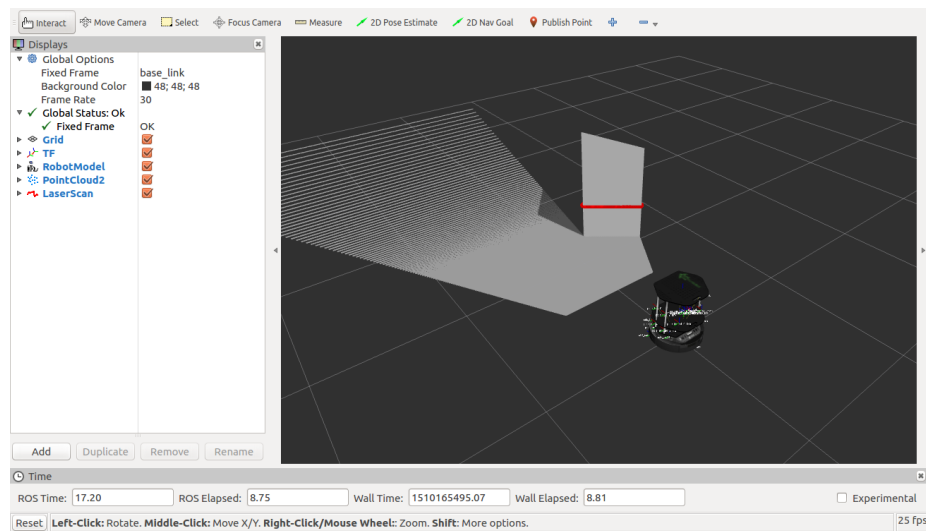 Interact Move Camera Select Focus Camera Measure 2D Pose Estimate 2D Nav Goal Publish Point
Displays
Global Options
Fixed Frame base_link
Background Color 48; 48; 48
Frame Rate 30
Global Status: Ok
Fixed Frame OK
Grid
TF
RobotModel
PointCloud2
LaserScan
Add Duplicate Remove Rename
Time
ROS Time: 17.20 ROS Elapsed: 8.75 Wall Time: 1510165495.07 Wall Elapsed: 8.81 Experimental
Reset Left-Click: Rotate. Middle-Click: Move X/Y. Right-Click/Mouse Wheel:: Zoom. Shift: More options. 25 fps